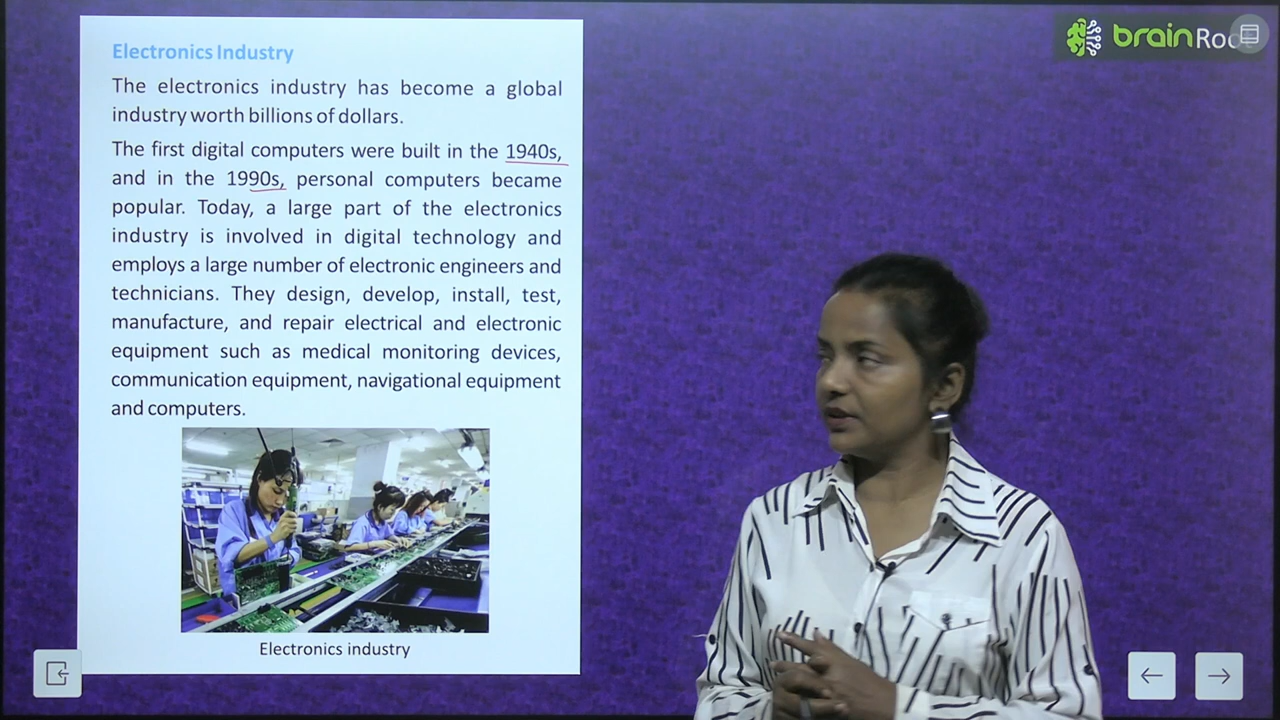 Electronics Industry
The electronics industry has become a global
industry worth billions of dollars.
The first digital computers were built in the 1940s,
and in the 1990s, personal computers became
popular. Today, a large part of the electronics
industry is involved in digital technology and
employs a large number of electronic engineers and
technicians. They design, develop, install, test,
manufacture, and repair electrical and electronic
equipment such as medical monitoring devices,
communication equipment, navigational equipment
and computers.
Electronics industry
brain